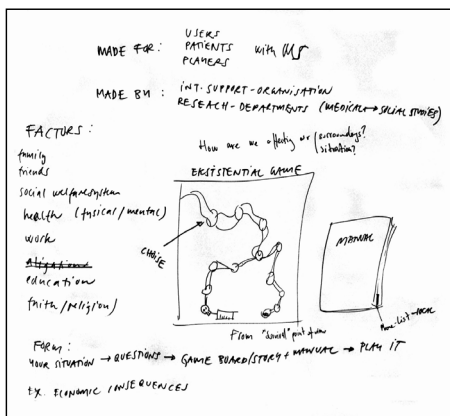 MADE FOR: USERS
PATIENTS with MS
PLAYERS
MADE BY: INT. SUPPORT-ORGANISATION
RESEACH-DEPARTMENTS (MEDICAL→SOCIAL STUDIES)
FACTORS:
How are we affecting our surroundings?
situation?
family
friends
social welfaresystem
health (fysical/mental)
work
education
faith/religion)
EKSISTENTIAL GAME
CHOISE
MANUAL
From point of view
FORM:
YOUR SITUATION → QUESTIONS → GAME BOARD/STORY + MANUAL → PLAY IT
EX. ECONOMIC CONSEQUENCES